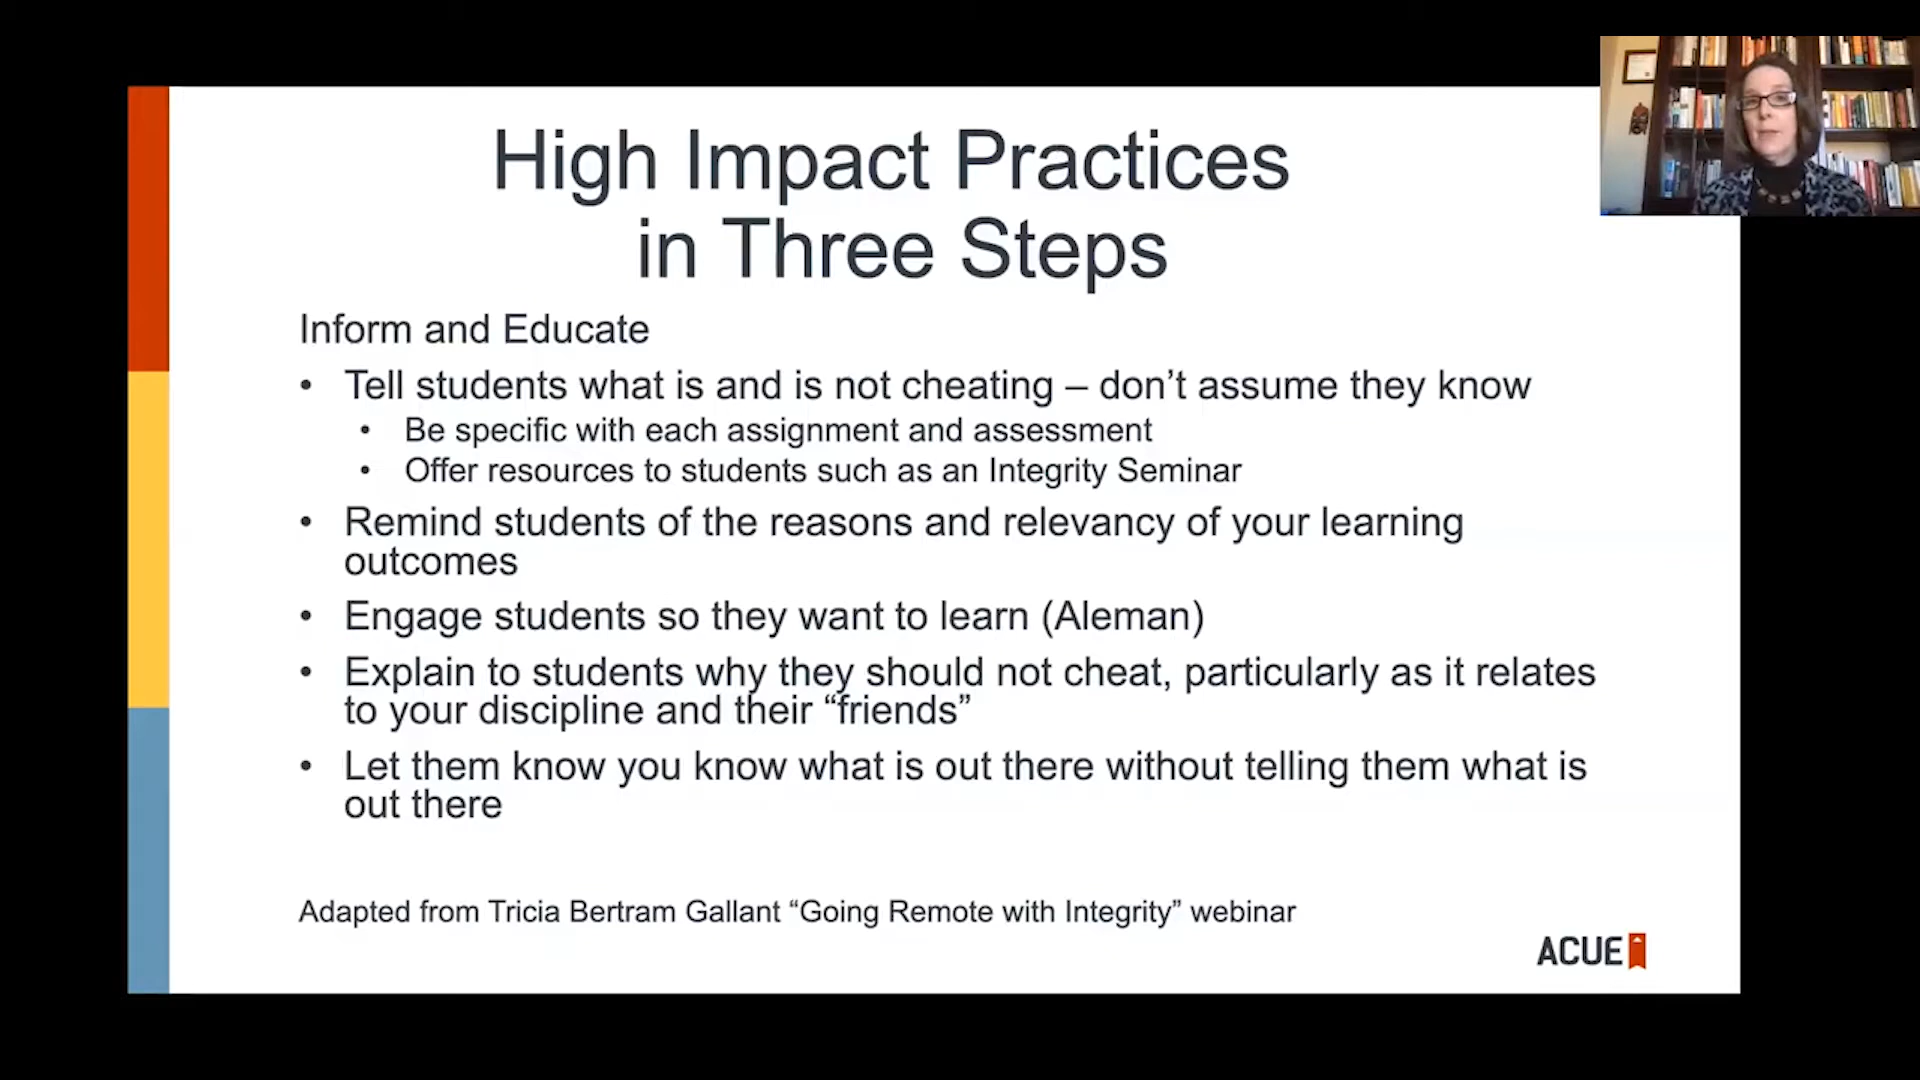 High Impact Practices
in Three Steps
Inform and Educate
• Tell students what is and is not cheating – don’t assume they know
• Be specific with each assignment and assessment
• Offer resources to students such as an Integrity Seminar
• Remind students of the reasons and relevancy of your learning
outcomes
• Engage students so they want to learn (Aleman)
• Explain to students why they should not cheat, particularly as it relates
to your discipline and their “friends”
• Let them know you know what is out there without telling them what is
out there
Adapted from Tricia Bertram Gallant “Going Remote with Integrity” webinar
ACUE